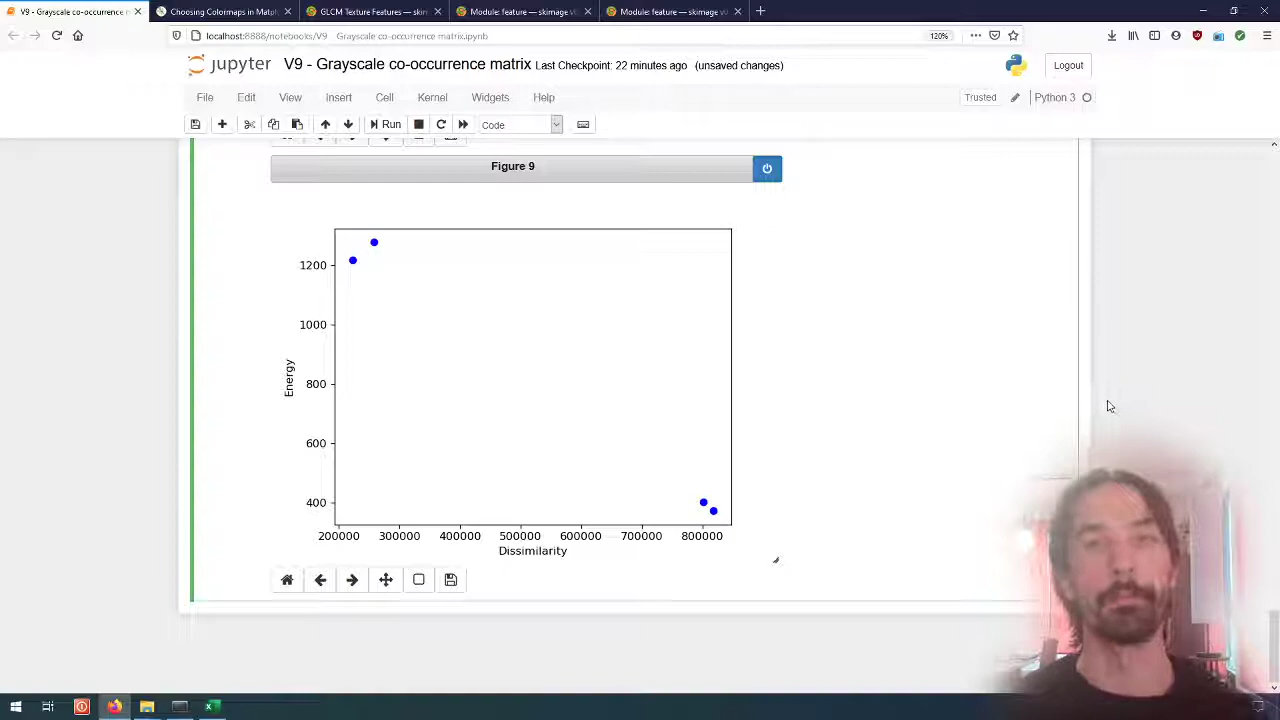 V9 - Grayscale co-occurrence m
Choosing Colormaps in Matpl
GLCM Texture Features — skim
Module: feature — skimage v0
Module: feature — skimage v0
localhost:8888/notebooks/V9 Grayscale co-occurrence matrix.ipynb
120%
jupyter V9 - Grayscale co-occurrence matrix Last Checkpoint: 22 minutes ago (unsaved changes)
Logout
File Edit View Insert Cell Kernel Widgets Help
Trusted
Python 3
Run
Code
Figure 9
1200
1000
800
600
400
Energy
200000 300000 400000 500000 600000 700000 800000
Dissimilarity